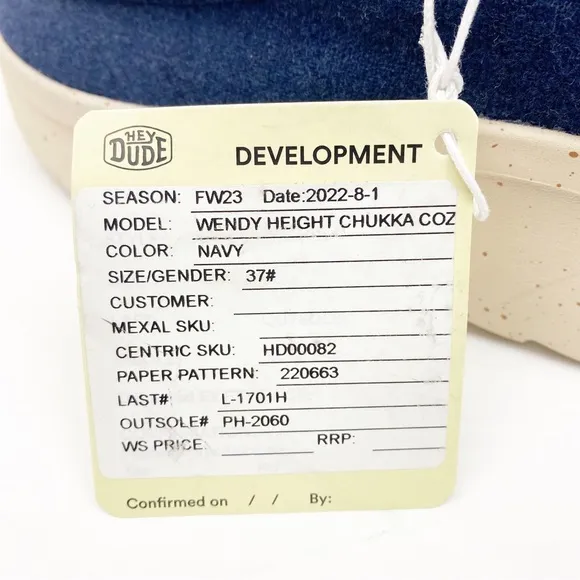 HEY
DUDE
DEVELOPMENT
SEASON: FW23 Date:2022-8-1
MODEL: WENDY HEIGHT CHUKKA COZ
COLOR: NAVY
SIZE/GENDER: 37#
CUSTOMER:
MEXAL SKU:
CENTRIC SKU: HD00082
PAPER PATTERN: 220663
LAST# L-1701H
OUTSOLE# PH-2060
WS PRICE: RRP:
Confirmed on / / By: